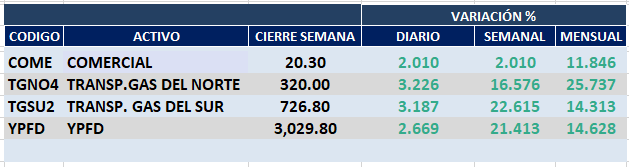 VARIACIÓN %
CODIGO ACTIVO CIERRE SEMANA DIARIO SEMANAL MENSUAL
COME COMERCIAL 20.30 2.010 2.010 11.846
TGNO4 TRANSP.GAS DEL NORTE 320.00 3.226 16.576 25.737
TGSU2 TRANSP. GAS DEL SUR 726.80 3.187 22.615 14.313
YPFD YPFD 3,029.80 2.669 21.413 14.628